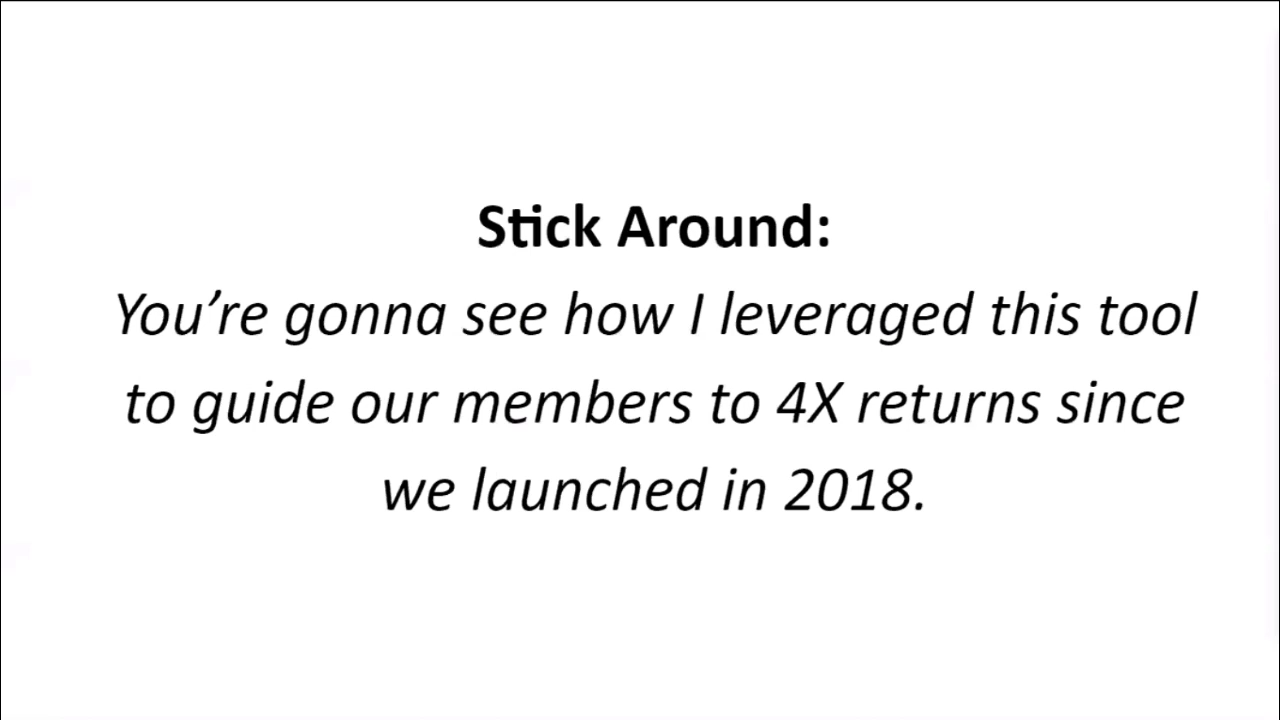 Stick Around:
You’re gonna see how I leveraged this tool
to guide our members to 4X returns since
we launched in 2018.